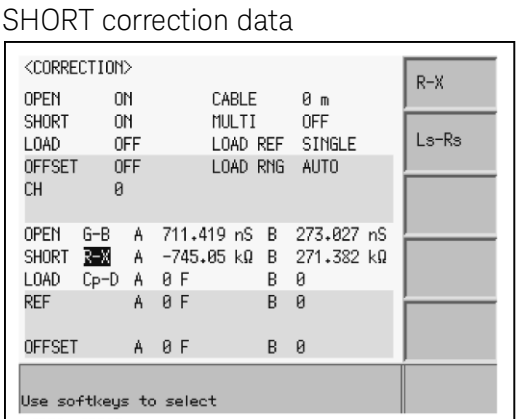 SHORT correction data
<CORRECTION>
OPEN ON CABLE 0 m
SHORT ON MULTI OFF
LOAD OFF LOAD REF SINGLE
OFFSET OFF LOAD RNG AUTO
CH 0
OPEN G-B A 711.419 nS B 273.027 nS
SHORT R-X A -745.05 kΩ B 271.382 kΩ
LOAD Cp-D A 0 F B 0
REF A 0 F B 0
OFFSET A 0 F B 0
Use softkeys to select
R-X
Ls-Rs